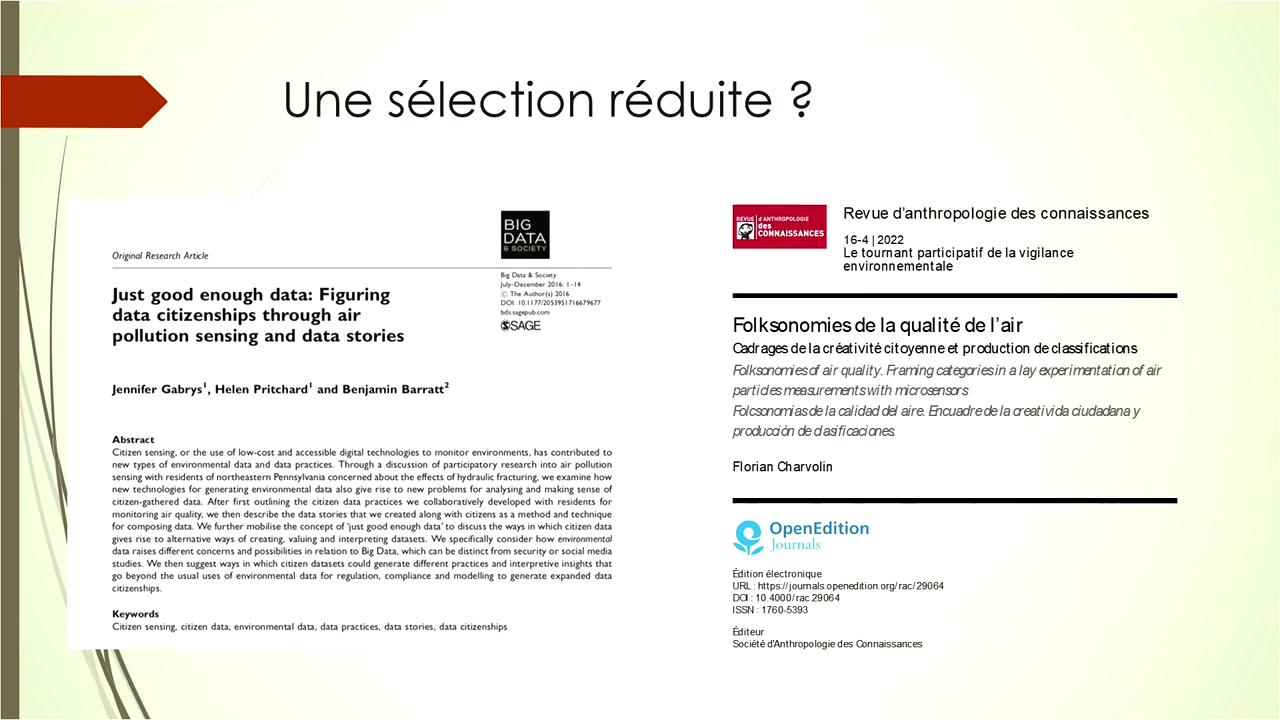 Une sélection réduite ?
Original Research Article
BIG
DATA
& SOCIETY
Big Data & Society
July–December 2016: 1–14
© The Author(s) 2016
DOI: 10.1177/2053951716679677
bds.sagepub.com
SAGE
Just good enough data: Figuring
data citizenships through air
pollution sensing and data stories
Jennifer Gabrys1, Helen Pritchard1 and Benjamin Barratt2
Abstract
Citizen sensing, or the use of low-cost and accessible digital technologies to monitor environments, has contributed to
new types of environmental data and data practices. Through a discussion of participatory research into air pollution
sensing with residents of northeastern Pennsylvania concerned about the effects of hydraulic fracturing, we examine how
new technologies for generating environmental data also give rise to new problems for analysing and making sense of
citizen-gathered data. After first outlining the citizen data practices we collaboratively developed with residents for
monitoring air quality, we then describe the data stories that we created along with citizens as a method and technique
for composing data. We further mobilise the concept of ‘just good enough data’ to discuss the ways in which citizen data
gives rise to alternative ways of creating, valuing and interpreting datasets. We specifically consider how environmental
data raises different concerns and possibilities in relation to Big Data, which can be distinct from security or social media
studies. We then suggest ways in which citizen datasets could generate different practices and interpretive insights that
go beyond the usual uses of environmental data for regulation, compliance and modelling to generate expanded data
citizenships.
Keywords
Citizen sensing, citizen data, environmental data, data practices, data stories, data citizenships
REVUE
d'ANTHROPOLOGIE
des
CONNAISSANCES
Revue d’anthropologie des connaissances
16-4 | 2022
Le tournant participatif de la vigilance
environnementale
Folksonomies de la qualité de l’air
Cadrages de la créativité citoyenne et production de classifications
Folksonomies of air quality. Framing categories in a lay experimentation of air
particles measurements with microsensors
Folcsonomias de la calidad del aire. Encuadre de la creativida ciudadana y
producción de clasificaciones.
Florian Charvolin
OpenEdition
Journals
Édition électronique
URL : https://journals.openedition.org/rac/29064
DOI : 10.4000/rac.29064
ISSN : 1760-5393
Éditeur
Société d'Anthropologie des Connaissances